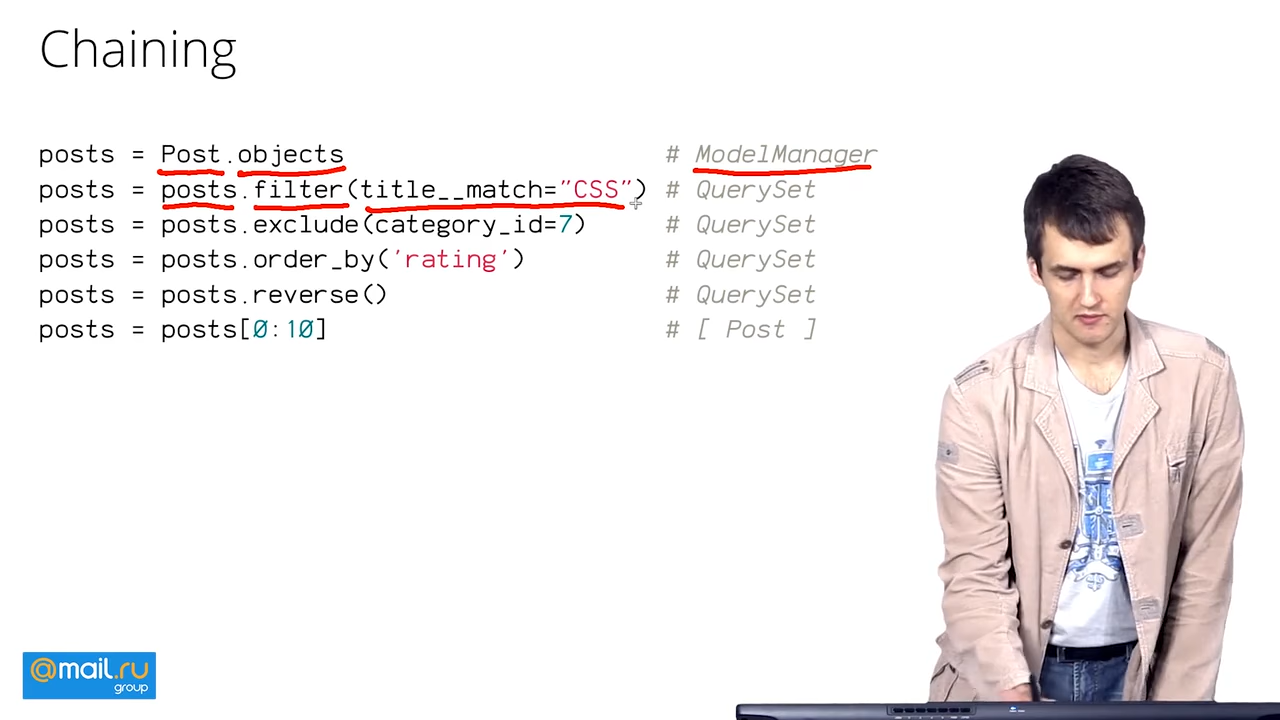 Chaining
posts = Post.objects # ModelManager
posts = posts.filter(title__match="CSS") # QuerySet
posts = posts.exclude(category_id=7) # QuerySet
posts = posts.order_by('rating') # QuerySet
posts = posts.reverse() # QuerySet
posts = posts[0:10] # [ Post ]
@mail.ru
group